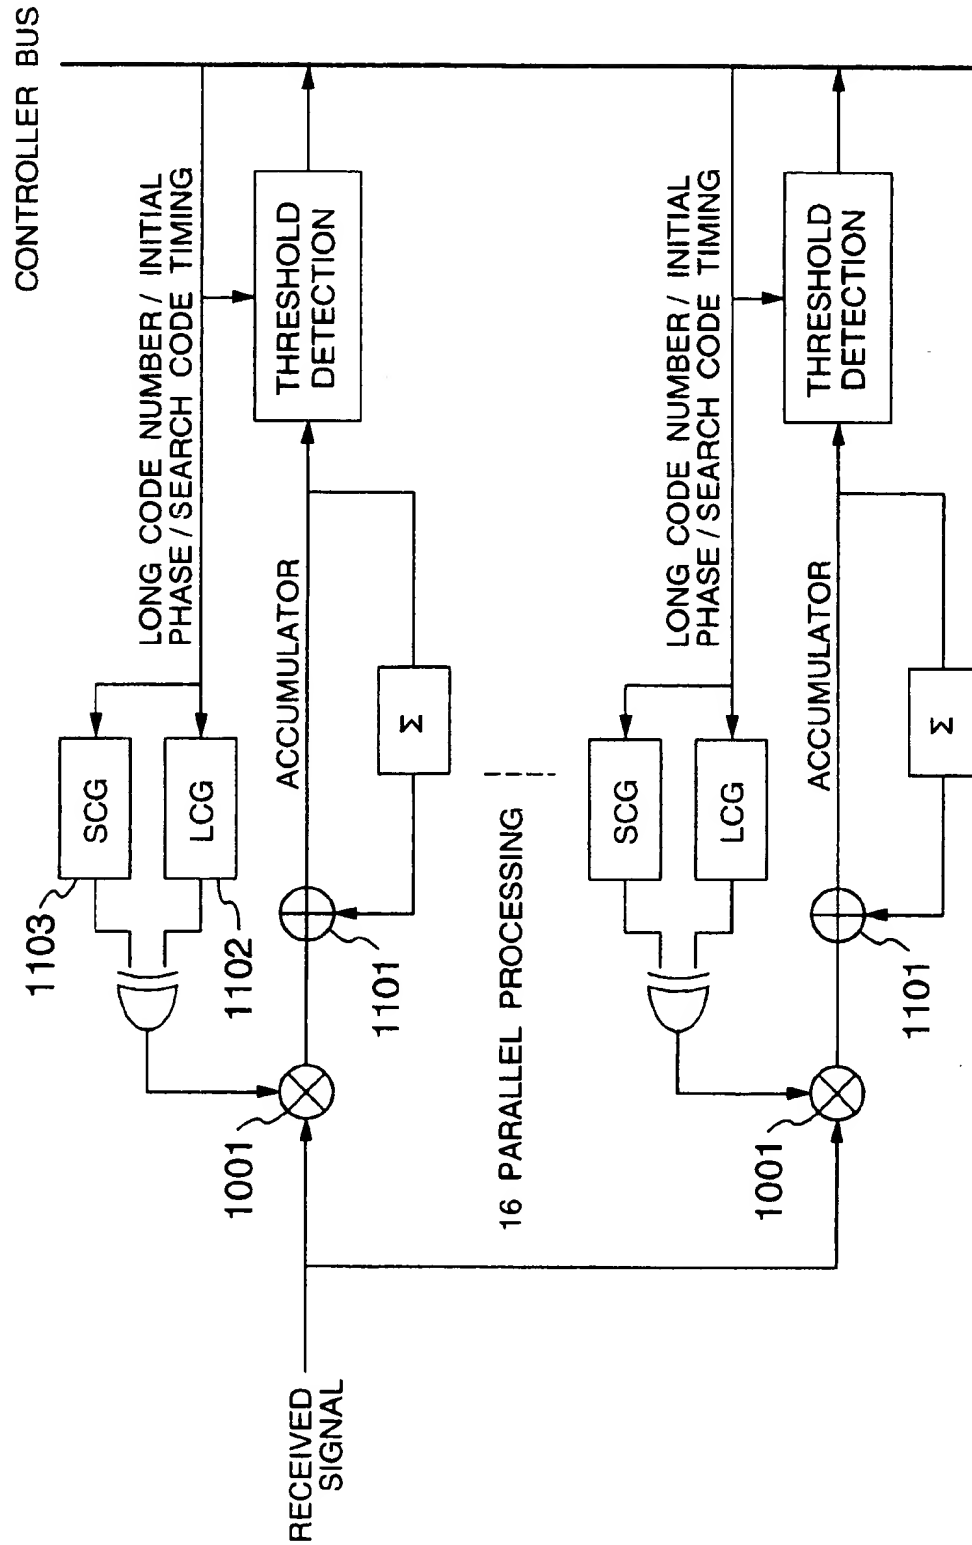 CONTROLLER BUS
LONG CODE NUMBER / INITIAL
PHASE / SEARCH CODE TIMING
1103
SCG
LCG
1102
THRESHOLD
DETECTION
ACCUMULATOR
Σ
1101
1001
RECEIVED
SIGNAL
16 PARALLEL PROCESSING
LONG CODE NUMBER / INITIAL
PHASE / SEARCH CODE TIMING
SCG
LCG
THRESHOLD
DETECTION
ACCUMULATOR
Σ
1101
1001